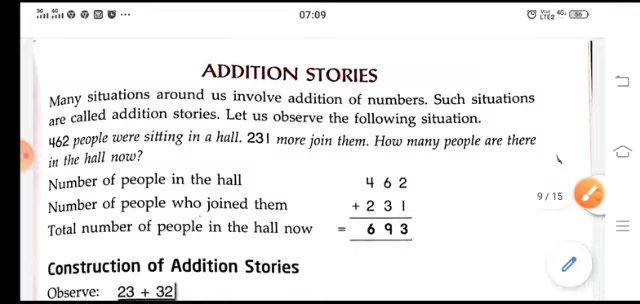 07:09
56
ADDITION STORIES
Many situations around us involve addition of numbers. Such situations
are called addition stories. Let us observe the following situation.
462 people were sitting in a hall. 231 more join them. How many people are there
in the hall now?
Number of people in the hall 4 6 2
Number of people who joined them + 2 3 1
Total number of people in the hall now = 6 9 3
9 / 15
Construction of Addition Stories
Observe: 23 + 32